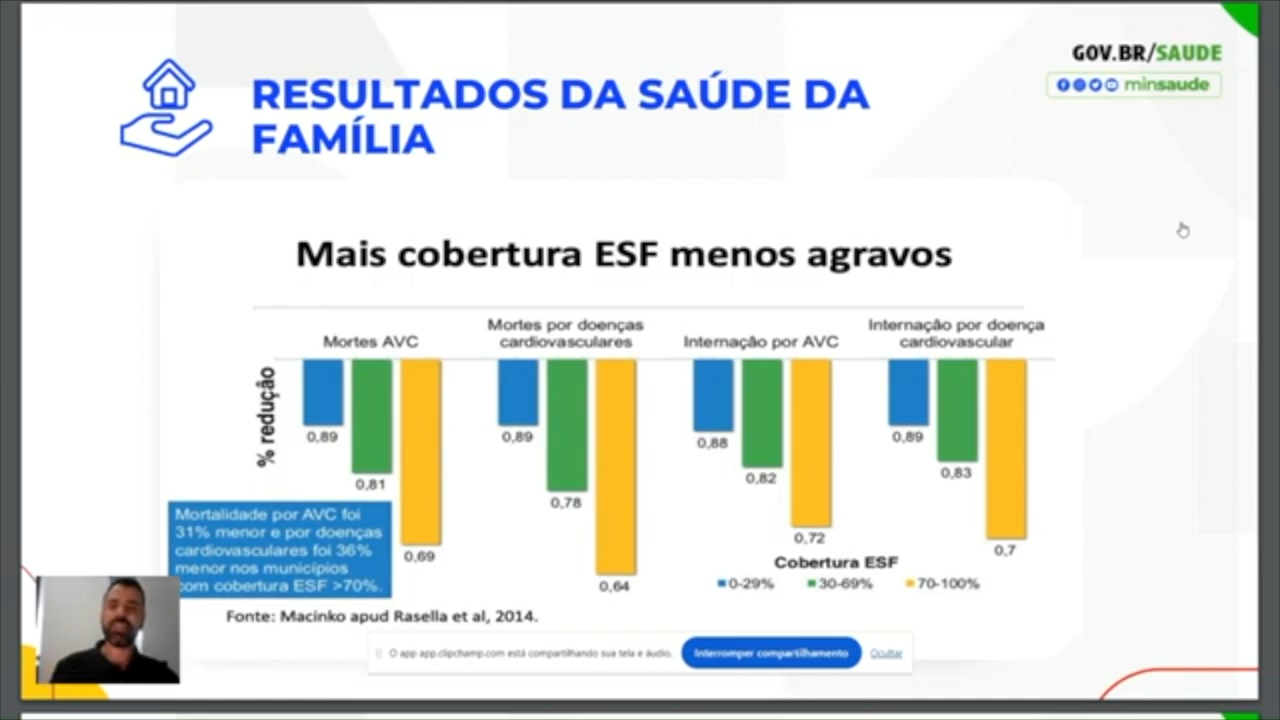 GOV.BR/SAUDE
minsaude
RESULTADOS DA SAÚDE DA
FAMÍLIA
Mais cobertura ESF menos agravos
Mortes AVC
Mortes por doenças
cardiovasculares
Internação por AVC
Internação por doença
cardiovascular
% redução
0,89
0,81
0,69
0,89
0,78
0,64
0,88
0,82
0,72
0,89
0,83
0,7
Mortalidade por AVC foi
31% menor e por doenças
cardiovasculares foi 36%
menor nos municípios
com cobertura ESF >70%.
Cobertura ESF
0-29%
30-69%
70-100%
Fonte: Macinko apud Rasella et al, 2014.
O app app.clipchamp.com está compartilhando sua tela e áudio.
Interromper compartilhamento
Ocultar